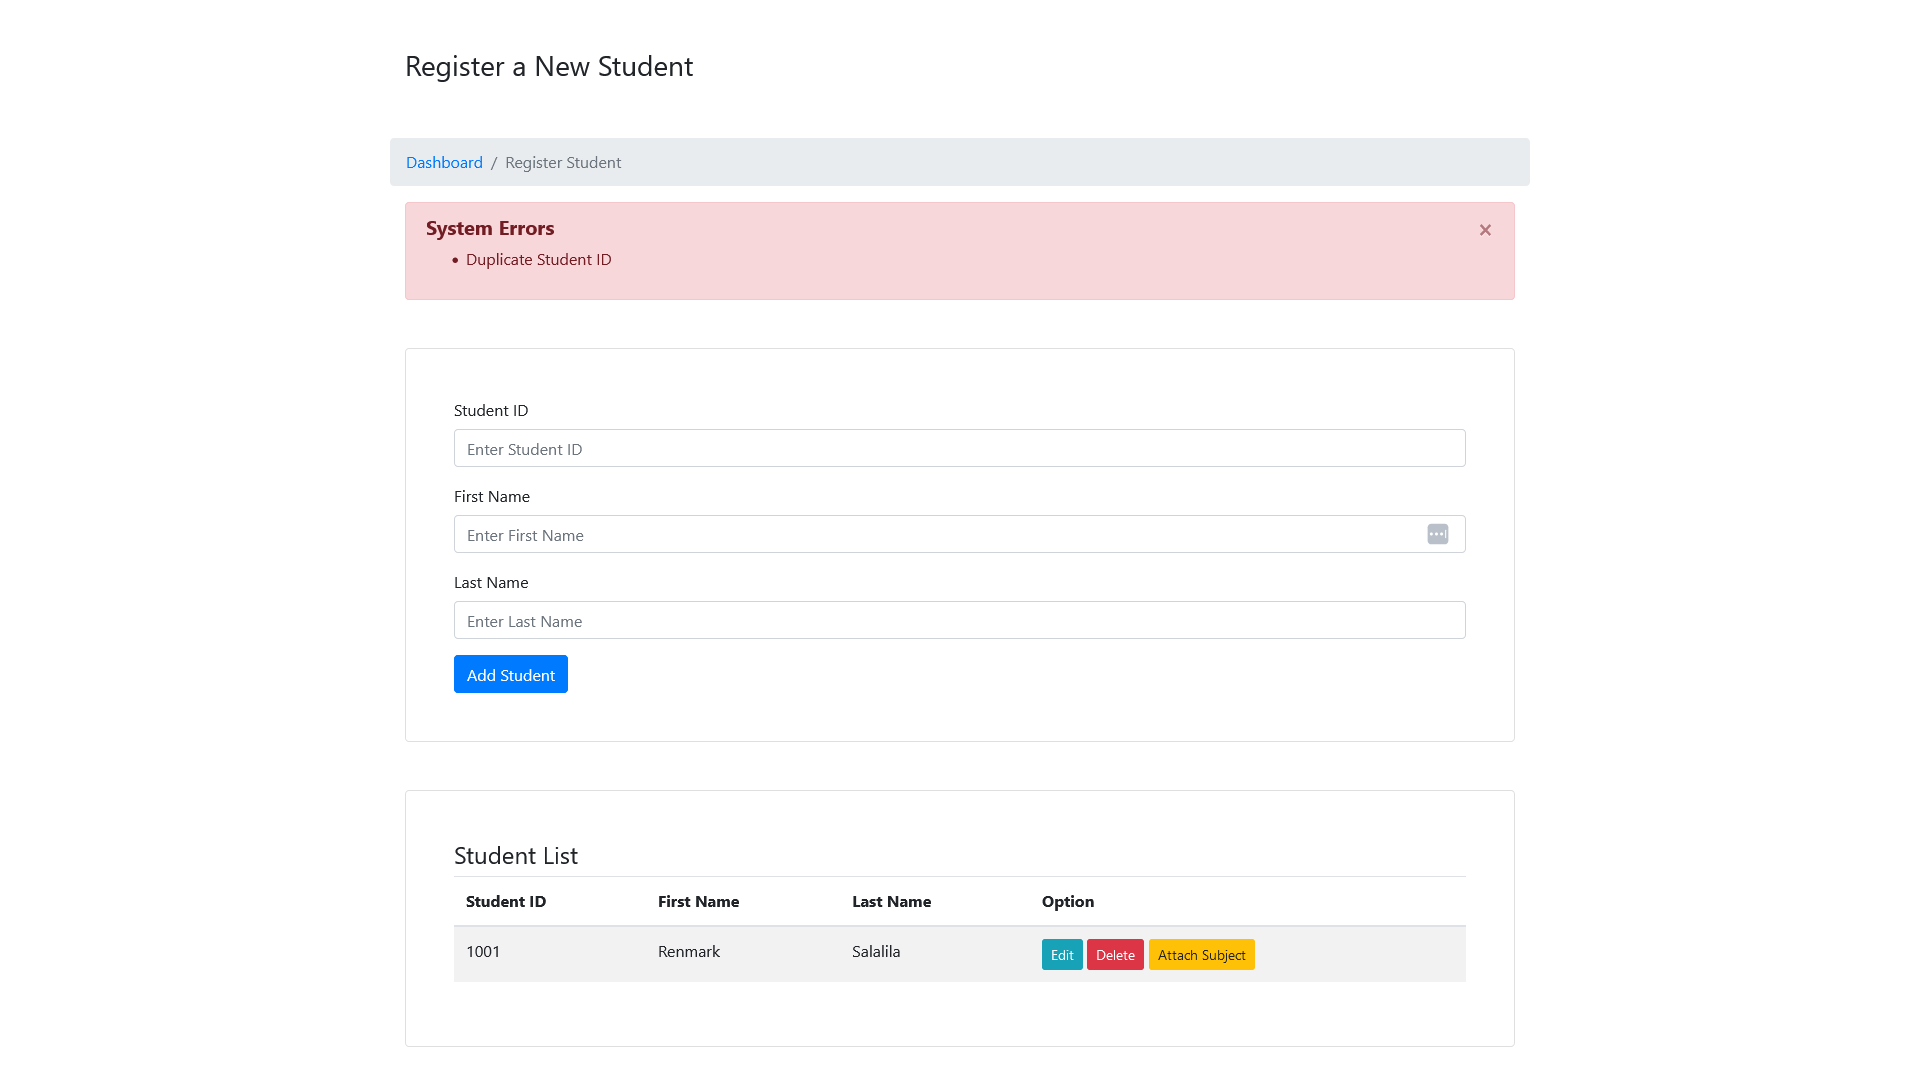 Register a New Student
Dashboard / Register Student
System Errors ×
• Duplicate Student ID
Student ID
Enter Student ID
First Name
Enter First Name
Last Name
Enter Last Name
Add Student
Student List
Student ID First Name Last Name Option
1001 Renmark Salalila Edit Delete Attach Subject